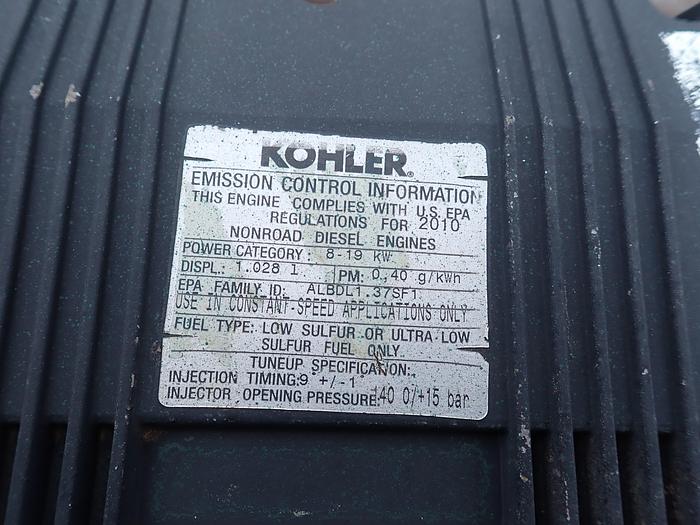 KOHLER®
EMISSION CONTROL INFORMATION
THIS ENGINE COMPLIES WITH U.S. EPA
REGULATIONS FOR 2010
NONROAD DIESEL ENGINES
POWER CATEGORY: 8-19 kW
DISPL: 1.028 l PM: 0.40 g/kWh
EPA FAMILY ID: ALBDL1.37SF1
USE IN CONSTANT-SPEED APPLICATIONS ONLY
FUEL TYPE: LOW SULFUR OR ULTRA LOW
SULFUR FUEL ONLY
TUNEUP SPECIFICATION:
INJECTION TIMING:9° +/-1°
INJECTOR OPENING PRESSURE:140 0/+15 bar